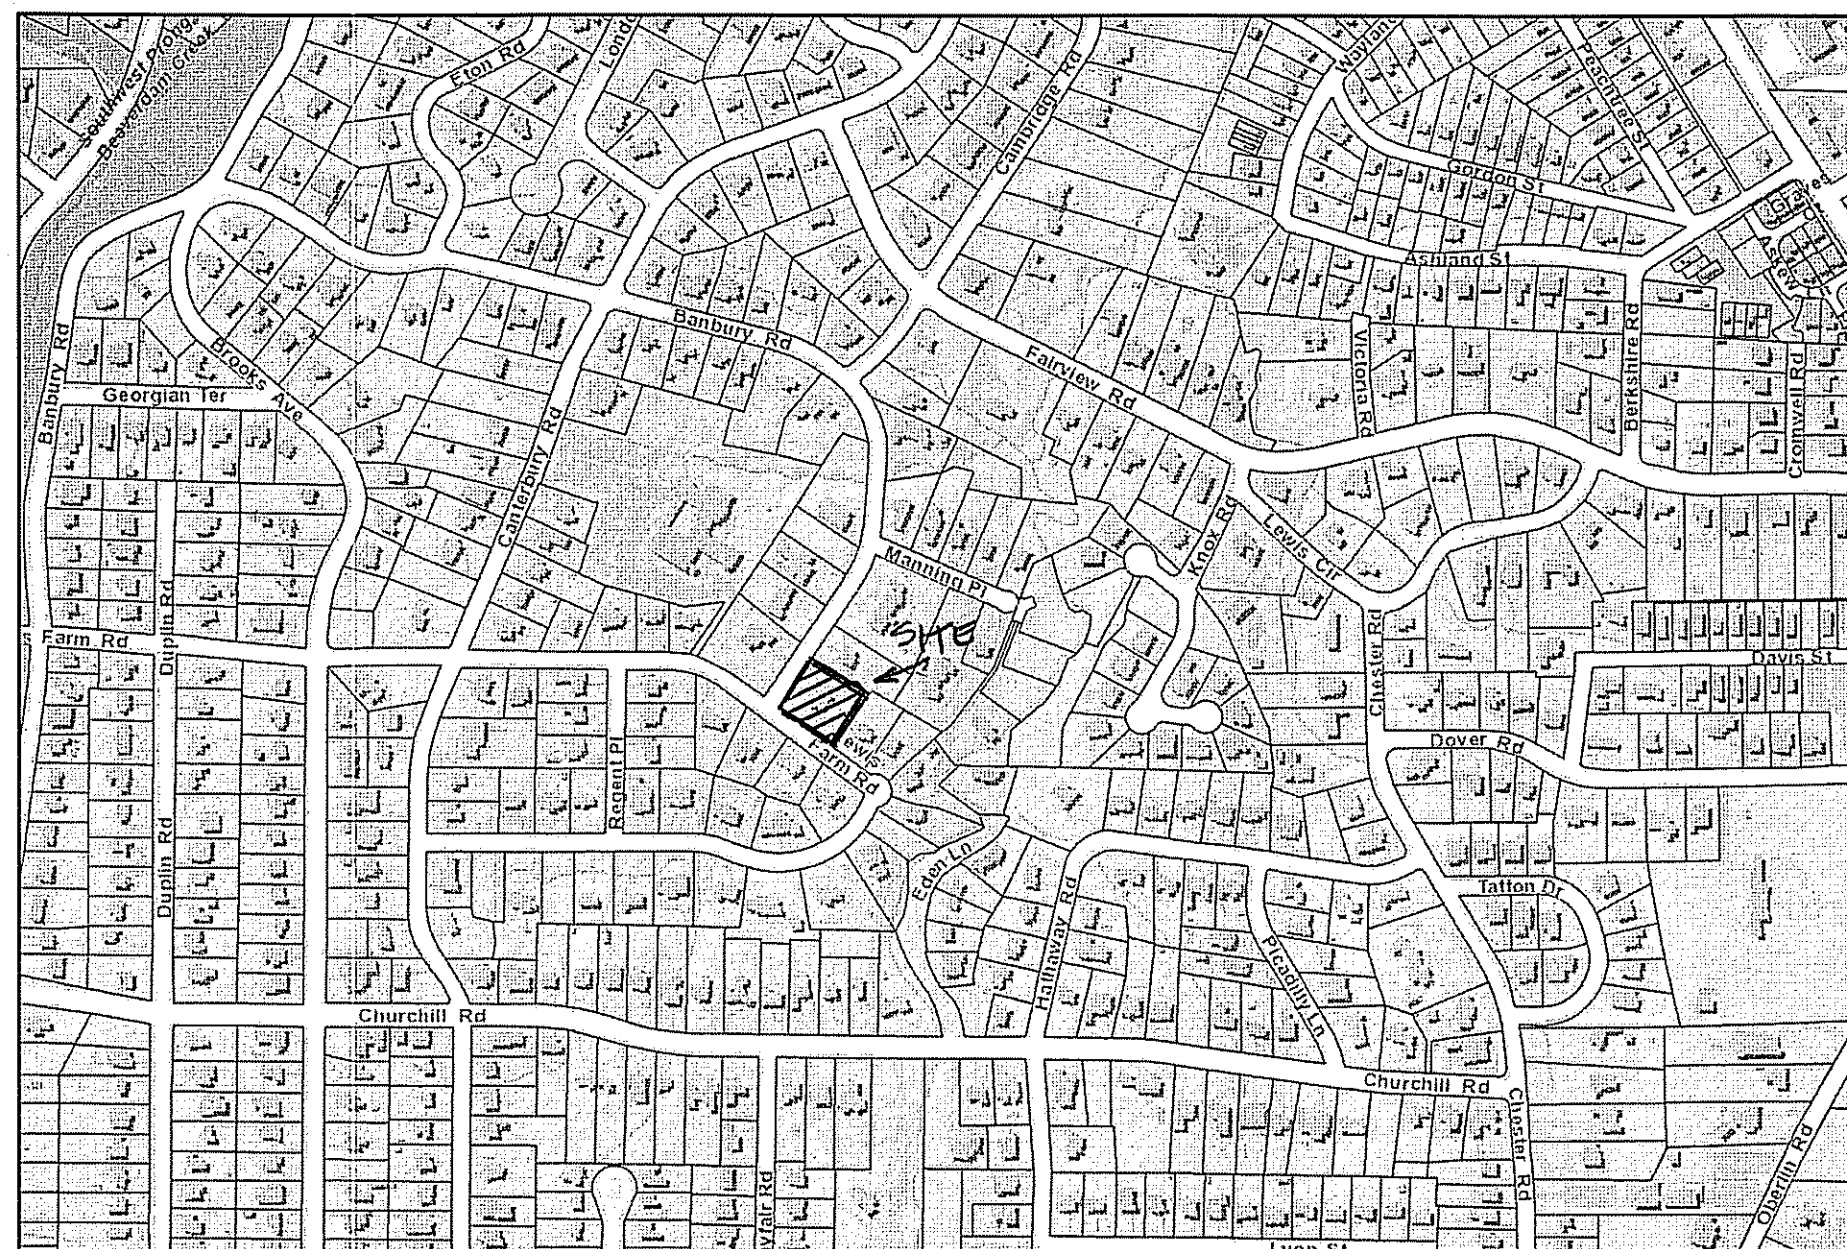 Southwest Prong
Beaverdam Creek
Eton Rd
Cambridge Rd
Peachtree St
Gordon St
Ashland St
Banbury Rd
Fairview Rd
Victoria Rd
Berkshire Rd
Cromwell Rd
Banbury Rd
Brooks Ave
Georgian Ter
Canterbury Rd
Knox Rd
Lewis Cir
Manning Pl
Duplin Rd
Farm Rd
SITE
Chester Rd
Davis St
Dover Rd
Lewis
Farm Rd
Regent Pl
Duplin Rd
Eden Ln
Hathaway Rd
Picadilly Ln
Tatton Dr
Churchill Rd
Churchill Rd
Chester Rd
Oberlin Rd
yfair Rd